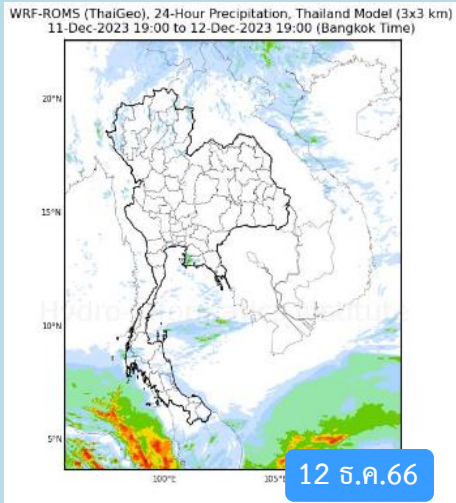 WRF-ROMS (ThaiGeo), 24-Hour Precipitation, Thailand Model (3x3 km)
11-Dec-2023 19:00 to 12-Dec-2023 19:00 (Bangkok Time)
20°N
15°N
10°N
5°N
100°E
12 ธ.ค.66